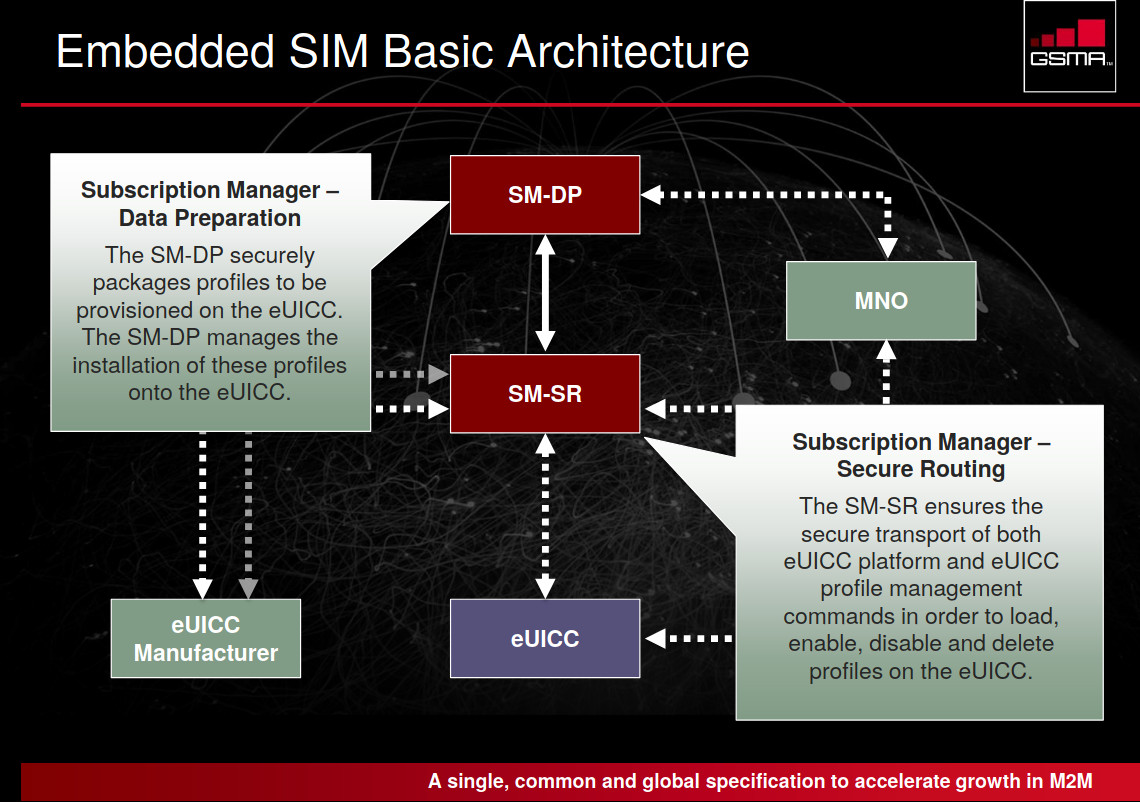 Embedded SIM Basic Architecture
GSMA™
Subscription Manager –
Data Preparation
The SM-DP securely
packages profiles to be
provisioned on the eUICC.
The SM-DP manages the
installation of these profiles
onto the eUICC.
SM-DP
MNO
SM-SR
Subscription Manager –
Secure Routing
The SM-SR ensures the
secure transport of both
eUICC platform and eUICC
profile management
commands in order to load,
enable, disable and delete
profiles on the eUICC.
eUICC
Manufacturer
eUICC
A single, common and global specification to accelerate growth in M2M